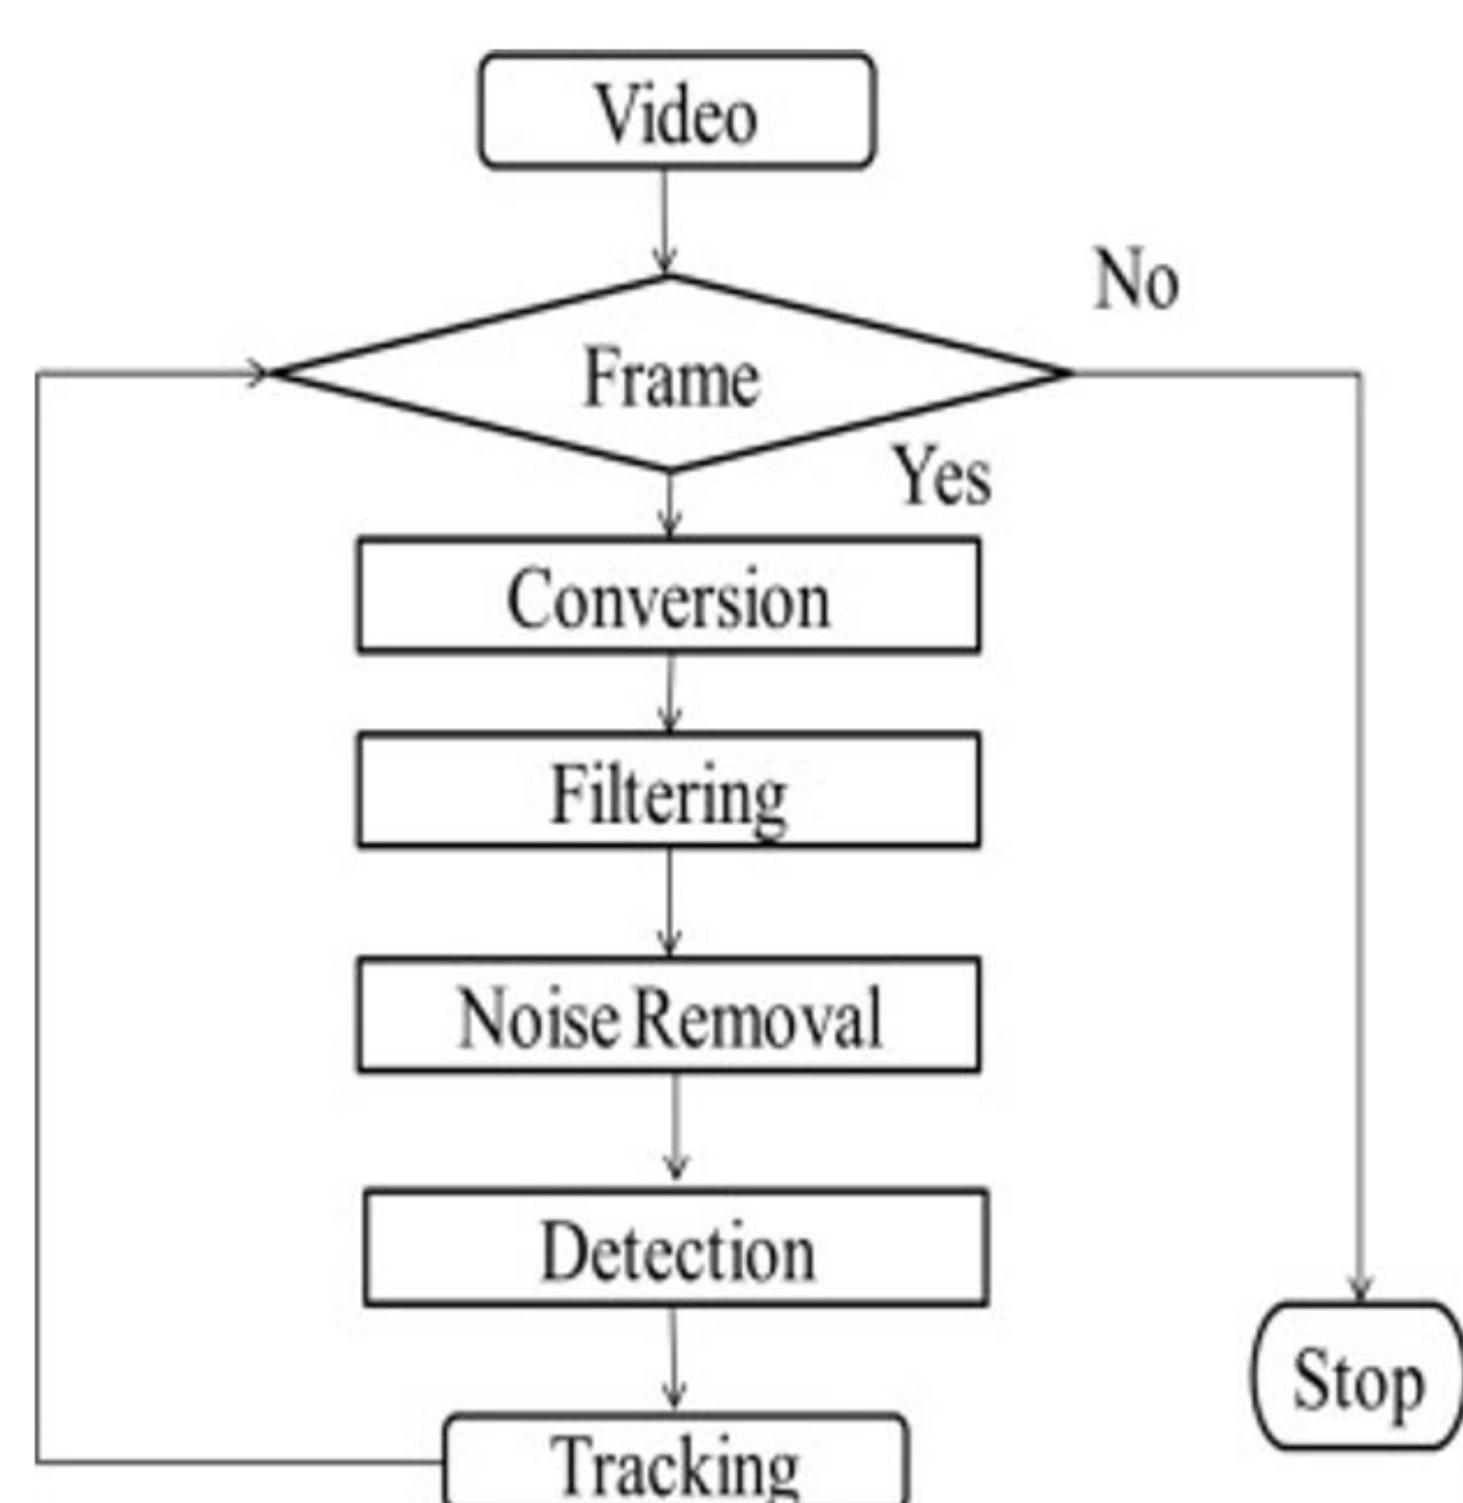 Video
No
Frame
Yes
Conversion
Filtering
Noise Removal
Detection
Stop
Tracking